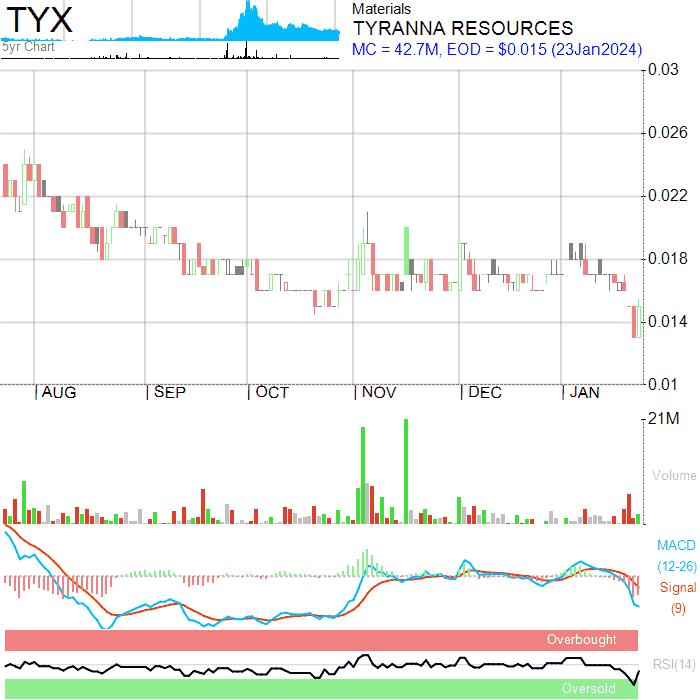 TYX
5yr Chart
Materials
TYRANNA RESOURCES
MC = 42.7M, EOD = $0.015 (23Jan2024)
0.03
0.026
0.022
0.018
0.014
0.01
AUG SEP OCT NOV DEC JAN
21M
Volume
MACD
(12-26)
Signal
(9)
Overbought
RSI(14)
Oversold